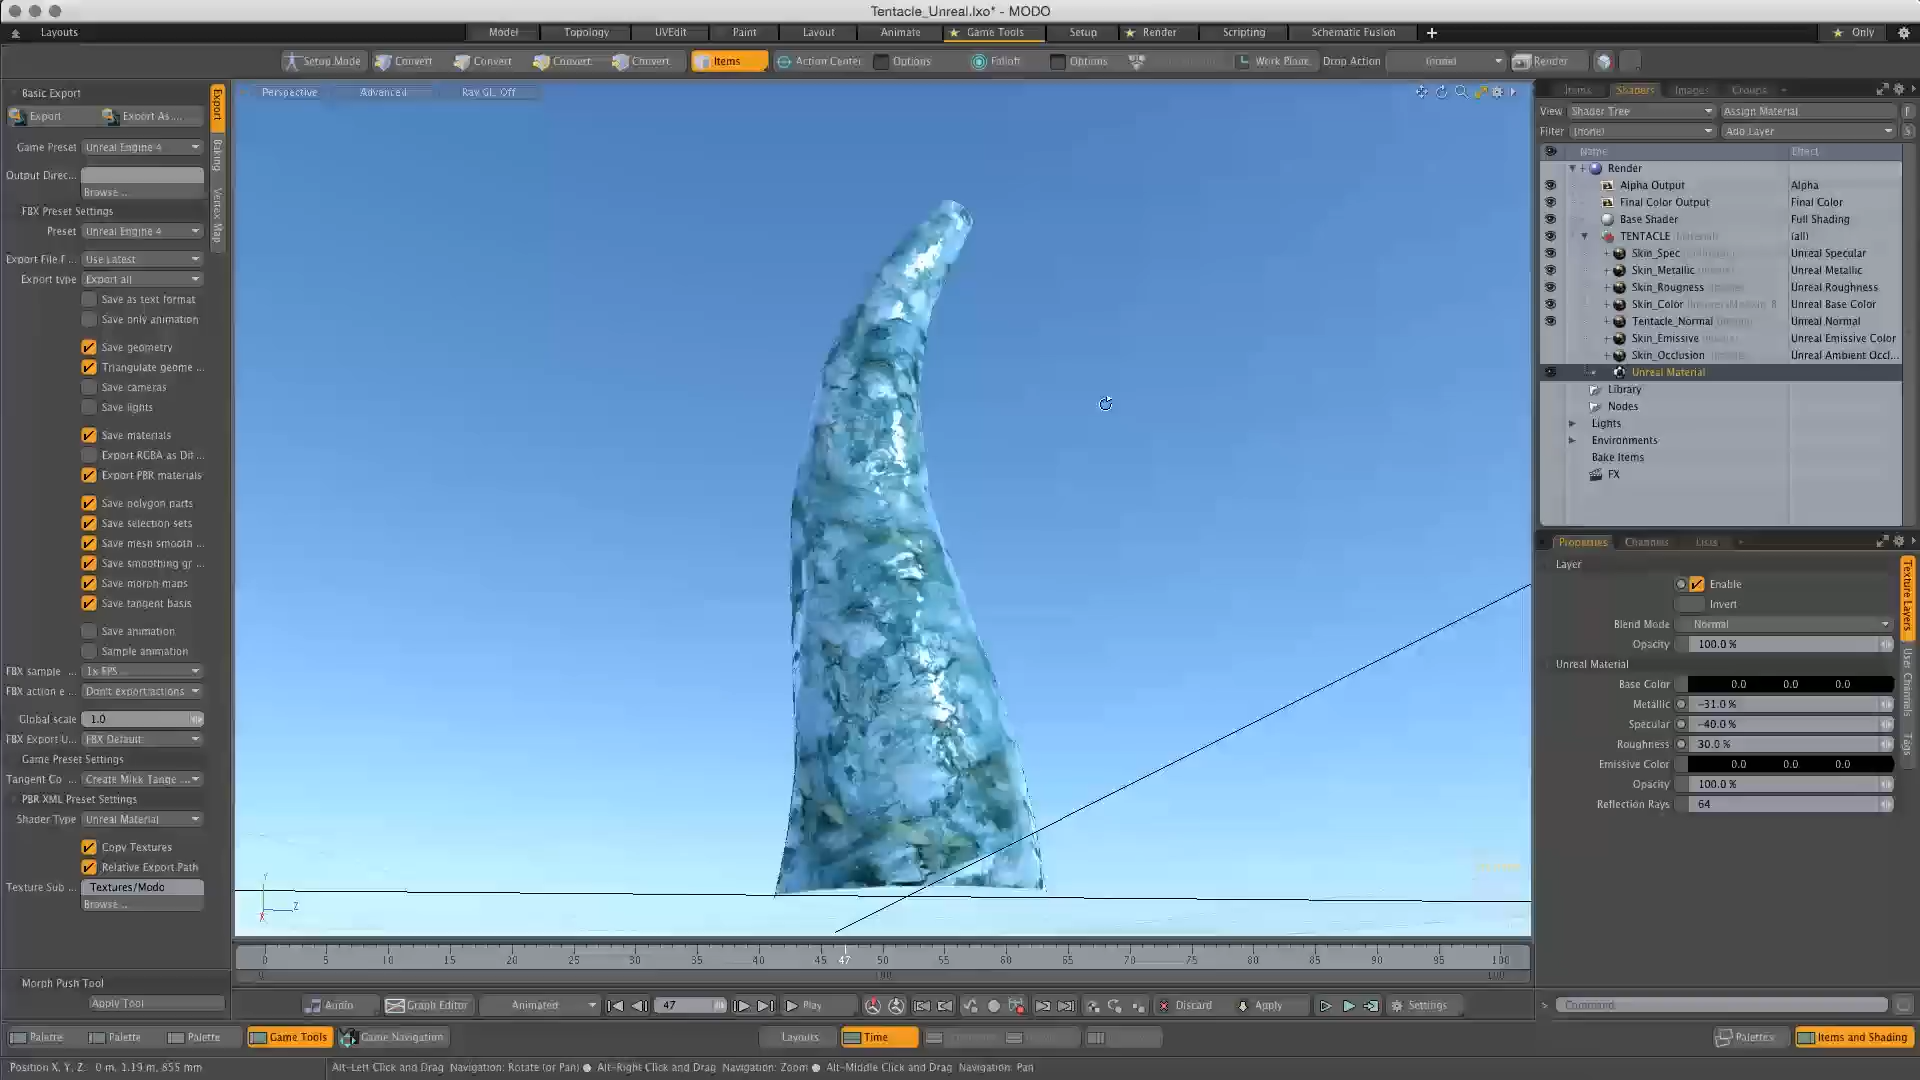 Tentacle_Unreal.lxo* - MODO
Layouts
Model
Topology
UVEdit
Paint
Layout
Animate
Game Tools
Setup
Render
Scripting
Schematic Fusion
Only
Setup Mode
Convert
Convert
Convert
Convert
Items
Action Center
Options
Falloff
Options
Work Plane
Drop Action
(none)
Render
Basic Export
Export
Export As ...
Game Preset
Unreal Engine 4
Output Direc...
Browse ...
FBX Preset Settings
Preset
Unreal Engine 4
Export File F ...
Use Latest
Export type
Export all
Save as text format
Save only animation
Save geometry
Triangulate geome ...
Save cameras
Save lights
Save materials
Export RGBA as Dif ...
Export PBR materials
Save polygon parts
Save selection sets
Save mesh smooth ...
Save smoothing gr ...
Save morph maps
Save tangent basis
Save animation
Sample animation
FBX sample ...
1x FPS
FBX action e ...
Don't export actions
Global scale
1.0
FBX Export U...
FBX Default
Game Preset Settings
Tangent Co ...
Create Mikk Tange ...
PBR XML Preset Settings
Shader Type
Unreal Material
Copy Textures
Relative Export Path
Texture Sub ...
Textures/Modo
Browse ...
Morph Push Tool
Apply Tool
Export
Baking
Vertex Map
Perspective
Advanced
Ray GL: Off
Y
Z
X
0
5
10
15
20
25
30
35
40
45
47
50
55
60
65
70
75
80
85
90
95
100
0
100
100
Audio
Graph Editor
Animated
47
Play
Discard
Apply
Settings
Palette
Palette
Palette
Game Tools
Game Navigation
Layouts
Time
Palettes
Items and Shading
Position X, Y, Z: 0 m, 1.19 m, 855 mm
Alt-Left Click and Drag Navigation: Rotate (or Pan) ● Alt-Right Click and Drag Navigation: Zoom ● Alt-Middle Click and Drag Navigation: Pan
Items
Shaders
Images
Groups
View
Shader Tree
Assign Material
F
Filter
(none)
Add Layer
S
Name
Effect
Render
Alpha Output
Alpha
Final Color Output
Final Color
Base Shader
Full Shading
TENTACLE
(all)
Skin_Spec
Unreal Specular
Skin_Metallic
Unreal Metallic
Skin_Rougness
Unreal Roughness
Skin_Color
Unreal Base Color
Tentacle_Normal
Unreal Normal
Skin_Emissive
Unreal Emissive Color
Skin_Occlusion
Unreal Ambient Occl...
Unreal Material
Library
Nodes
Lights
Environments
Bake Items
FX
Properties
Channels
Lists
Layer
Enable
Invert
Blend Mode
Normal
Opacity
100.0 %
Unreal Material
Base Color
0.0
0.0
0.0
Metallic
-31.0 %
Specular
-40.0 %
Roughness
30.0 %
Emissive Color
0.0
0.0
0.0
Opacity
100.0 %
Reflection Rays
64
Texture Layers
User Channels
Tags
Command